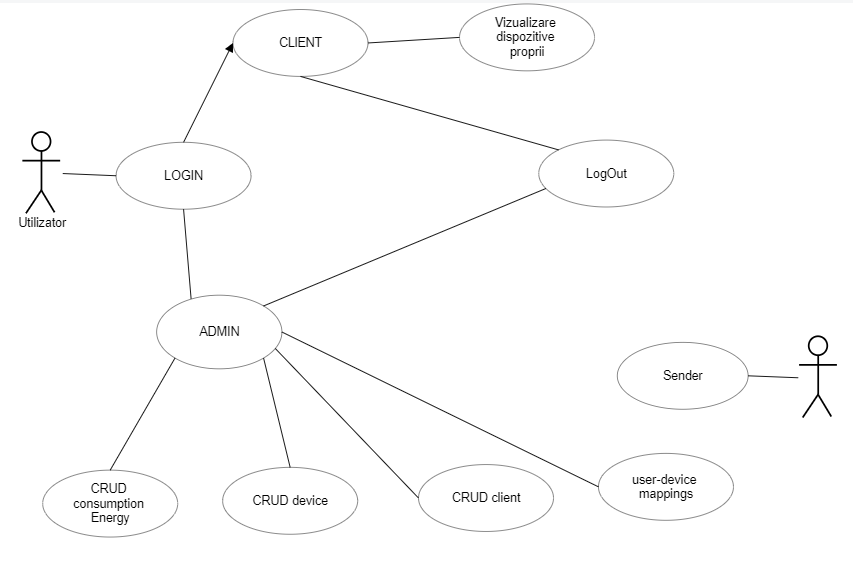 CLIENT
Vizualizare
dispozitive
proprii
LOGIN
LogOut
Utilizator
ADMIN
Sender
CRUD
consumption
Energy
CRUD device
CRUD client
user-device
mappings